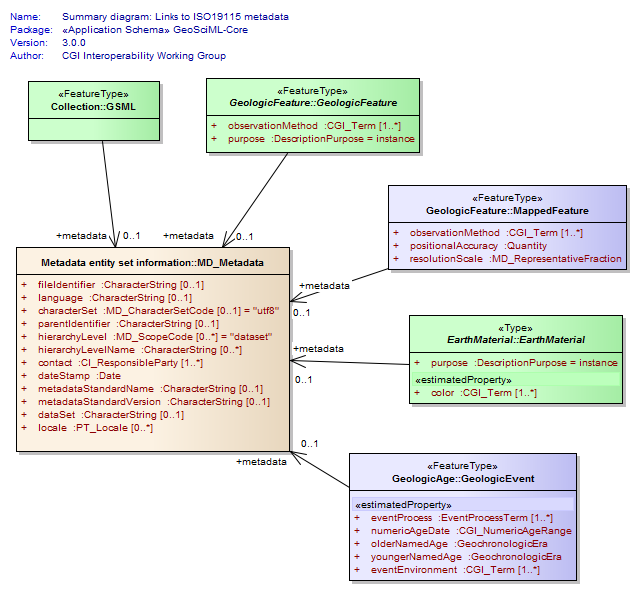 Name: Summary diagram: Links to ISO19115 metadata
Package: «Application Schema» GeoSciML-Core
Version: 3.0.0
Author: CGI Interoperability Working Group
«FeatureType»
Collection::GSML
«FeatureType»
GeologicFeature::GeologicFeature
+ observationMethod :CGI_Term [1..*]
+ purpose :DescriptionPurpose = instance
«FeatureType»
GeologicFeature::MappedFeature
+ observationMethod :CGI_Term [1..*]
+ positionalAccuracy :Quantity
+ resolutionScale :MD_RepresentativeFraction
+metadata 0..1
+metadata 0..1
Metadata entity set information::MD_Metadata
+ fileIdentifier :CharacterString [0..1]
+ language :CharacterString [0..1]
+ characterSet :MD_CharacterSetCode [0..1] = "utf8"
+ parentIdentifier :CharacterString [0..1]
+ hierarchyLevel :MD_ScopeCode [0..*] = "dataset"
+ hierarchyLevelName :CharacterString [0..*]
+ contact :CI_ResponsibleParty [1..*]
+ dateStamp :Date
+ metadataStandardName :CharacterString [0..1]
+ metadataStandardVersion :CharacterString [0..1]
+ dataSet :CharacterString [0..1]
+ locale :PT_Locale [0..*]
+metadata
0..1
«Type»
EarthMaterial::EarthMaterial
+ purpose :DescriptionPurpose = instance
«estimatedProperty»
+ color :CGI_Term [1..*]
+metadata
0..1
0..1
+metadata
«FeatureType»
GeologicAge::GeologicEvent
«estimatedProperty»
+ eventProcess :EventProcessTerm [1..*]
+ numericAgeDate :CGI_NumericAgeRange
+ olderNamedAge :GeochronologicEra
+ youngerNamedAge :GeochronologicEra
+ eventEnvironment :CGI_Term [1..*]